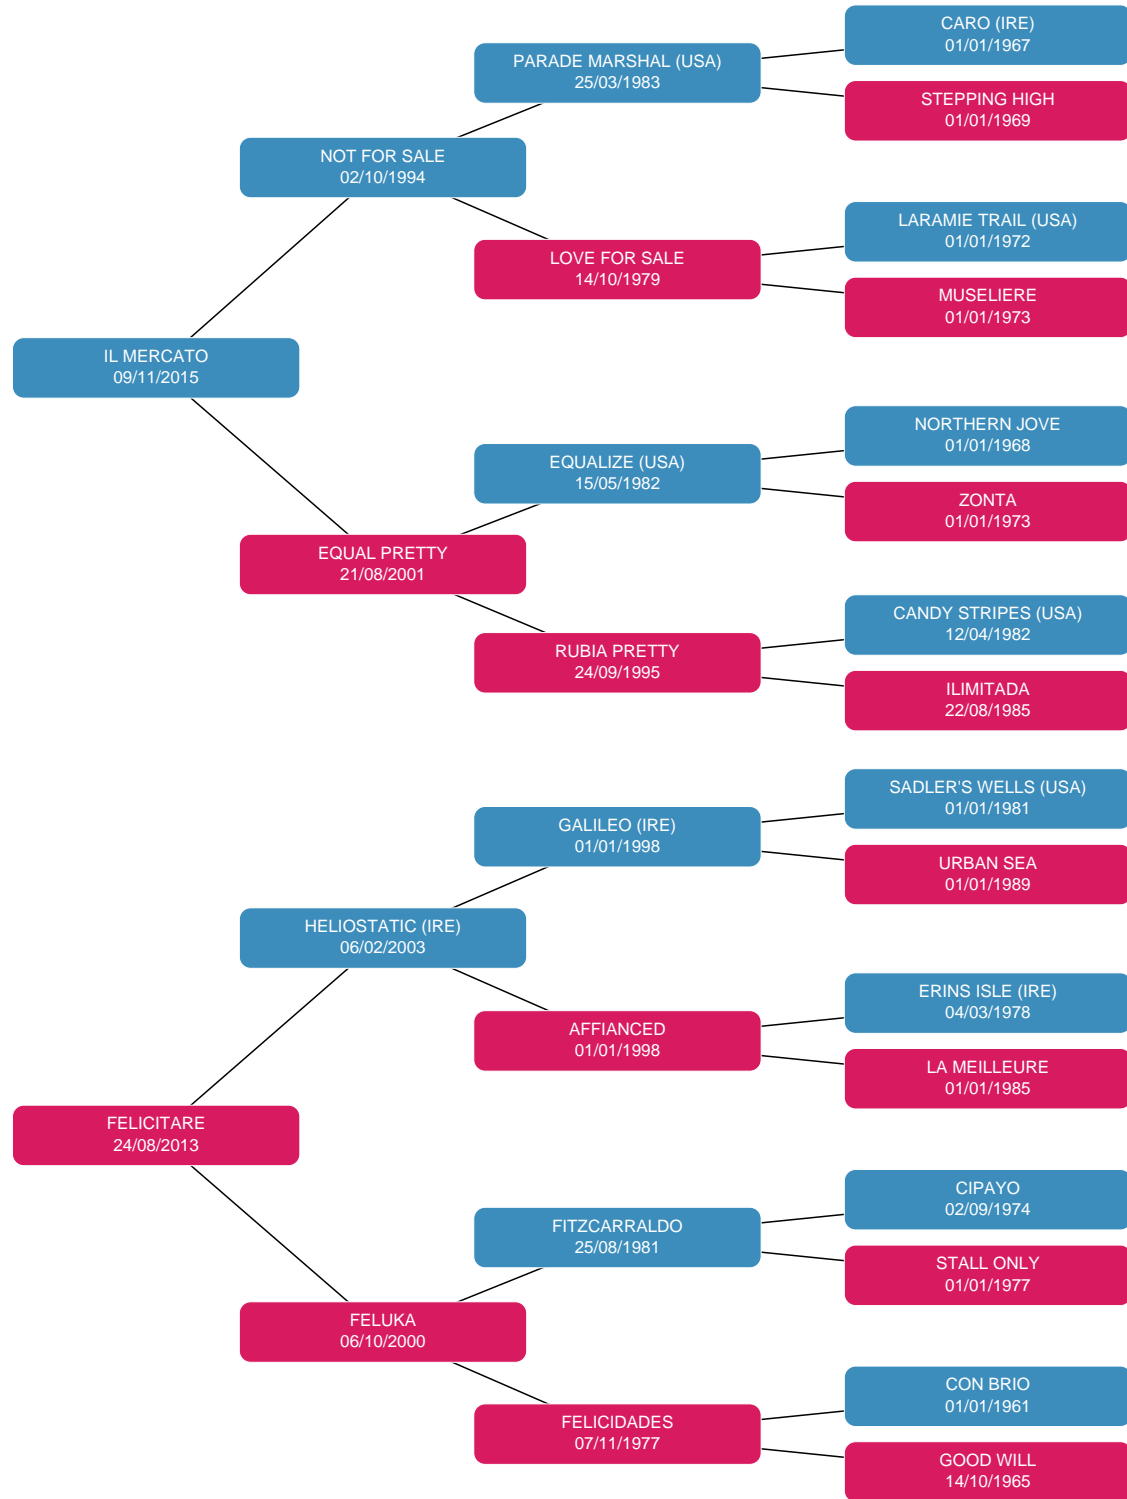 CARO (IRE)
01/01/1967
PARADE MARSHAL (USA)
25/03/1983
STEPPING HIGH
01/01/1969
NOT FOR SALE
02/10/1994
LARAMIE TRAIL (USA)
01/01/1972
LOVE FOR SALE
14/10/1979
MUSELIERE
01/01/1973
IL MERCATO
09/11/2015
NORTHERN JOVE
01/01/1968
EQUALIZE (USA)
15/05/1982
ZONTA
01/01/1973
EQUAL PRETTY
21/08/2001
CANDY STRIPES (USA)
12/04/1982
RUBIA PRETTY
24/09/1995
ILIMITADA
22/08/1985
SADLER'S WELLS (USA)
01/01/1981
GALILEO (IRE)
01/01/1998
URBAN SEA
01/01/1989
HELIOSTATIC (IRE)
06/02/2003
ERINS ISLE (IRE)
04/03/1978
AFFIANCED
01/01/1998
LA MEILLEURE
01/01/1985
FELICITARE
24/08/2013
CIPAYO
02/09/1974
FITZCARRALDO
25/08/1981
STALL ONLY
01/01/1977
FELUKA
06/10/2000
CON BRIO
01/01/1961
FELICIDADES
07/11/1977
GOOD WILL
14/10/1965